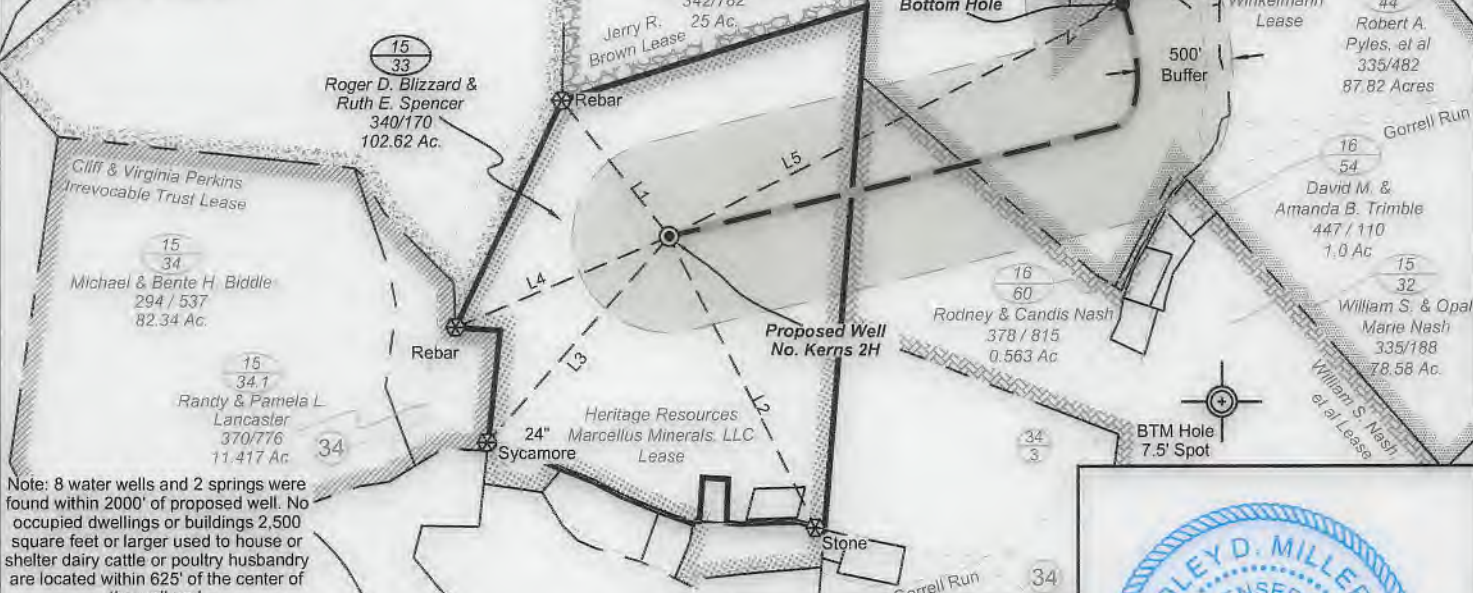 342/762
25 Ac.
Jerry R.
Brown Lease
Bottom Hole
Winkelmann
Lease
44
Robert A.
Pyles, et al
335/482
87.82 Acres
500'
Buffer
15
33
Roger D. Blizzard &
Ruth E. Spencer
340/170
102.62 Ac.
Rebar
Gorrell Run
Cliff & Virginia Perkins
Irrevocable Trust Lease
L1
L5
16
54
David M. &
Amanda B. Trimble
447 / 110
1.0 Ac
15
34
Michael & Bente H. Biddle
294 / 537
82.34 Ac.
L4
16
60
Rodney & Candis Nash
378 / 815
0.563 Ac
15
32
William S. & Opal
Marie Nash
335/188
78.58 Ac.
Proposed Well
No. Kerns 2H
Rebar
L3
L2
15
34.1
Randy & Pamela L.
Lancaster
370/776
11.417 Ac
34
24"
Sycamore
Heritage Resources
Marcellus Minerals, LLC
Lease
William S. Nash
et al Lease
BTM Hole
7.5' Spot
34
3
Note: 8 water wells and 2 springs were
found within 2000' of proposed well. No
occupied dwellings or buildings 2,500
square feet or larger used to house or
shelter dairy cattle or poultry husbandry
are located within 625' of the center of
Stone
Gorrell Run
34
LEY D. MILLE